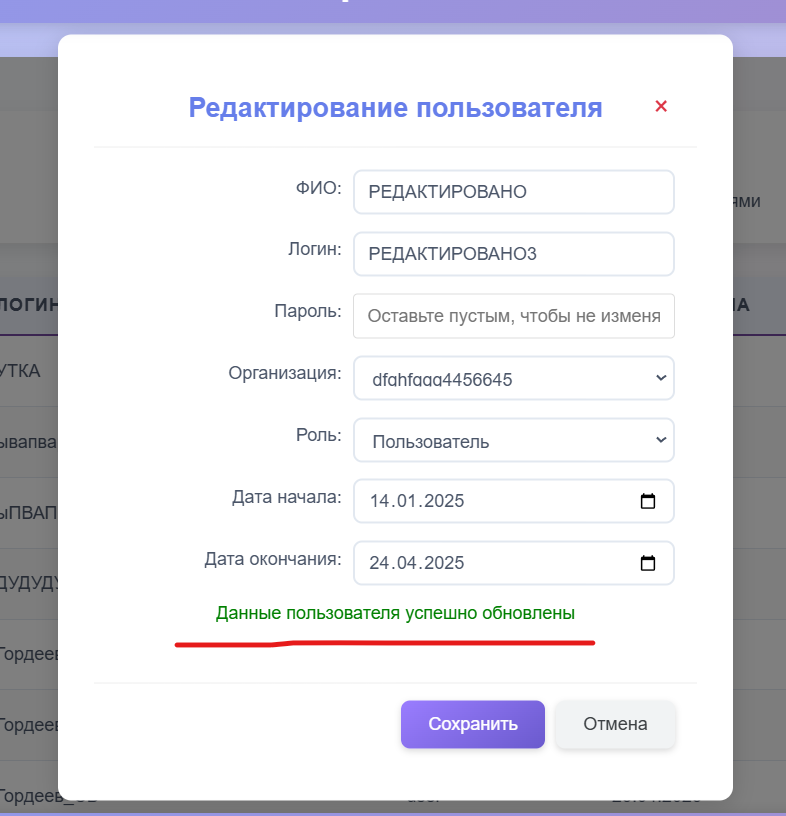 Редактирование пользователя ×
ями
ФИО: РЕДАКТИРОВАНО
Логин: РЕДАКТИРОВАНО3
ЛОГИН
Пароль: Оставьте пустым, чтобы не изменя
УТКА
Организация: dfghfggg4456645
Роль: Пользователь
ывапва
Дата начала: 14.01.2025
ыПВАП
Дата окончания: 24.04.2025
ДУДУДУ
Данные пользователя успешно обновлены
Гордеев
Гордеев
Сохранить Отмена
Гордеев_